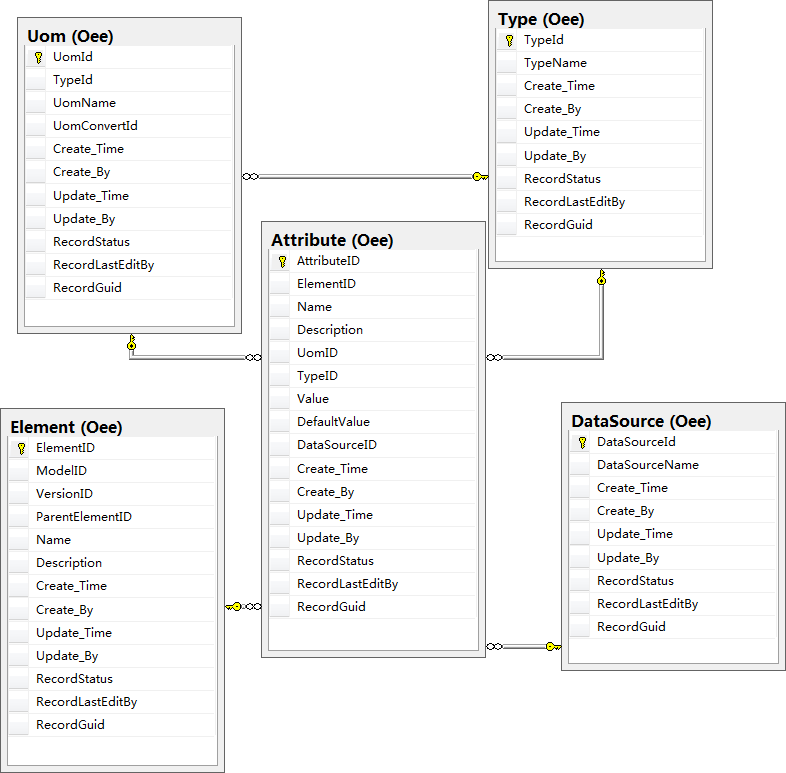 Uom (Oee)
UomId
TypeId
UomName
UomConvertId
Create_Time
Create_By
Update_Time
Update_By
RecordStatus
RecordLastEditBy
RecordGuid
Type (Oee)
TypeId
TypeName
Create_Time
Create_By
Update_Time
Update_By
RecordStatus
RecordLastEditBy
RecordGuid
Attribute (Oee)
AttributeID
ElementID
Name
Description
UomID
TypeID
Value
DefaultValue
DataSourceID
Create_Time
Create_By
Update_Time
Update_By
RecordStatus
RecordLastEditBy
RecordGuid
Element (Oee)
ElementID
ModelID
VersionID
ParentElementID
Name
Description
Create_Time
Create_By
Update_Time
Update_By
RecordStatus
RecordLastEditBy
RecordGuid
DataSource (Oee)
DataSourceId
DataSourceName
Create_Time
Create_By
Update_Time
Update_By
RecordStatus
RecordLastEditBy
RecordGuid